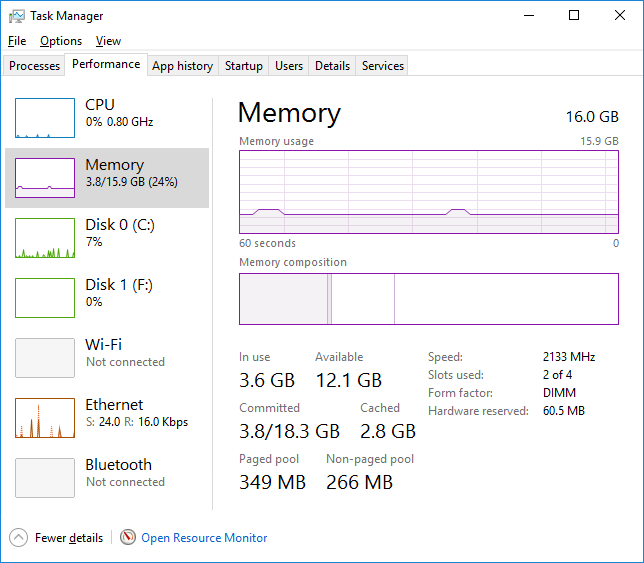 Task Manager
File Options View
Processes Performance App history Startup Users Details Services
CPU
0% 0.80 GHz
Memory
3.8/15.9 GB (24%)
Disk 0 (C:)
7%
Disk 1 (F:)
0%
Wi-Fi
Not connected
Ethernet
S: 24.0 R: 16.0 Kbps
Bluetooth
Not connected
Memory 16.0 GB
Memory usage 15.9 GB
60 seconds 0
Memory composition
In use Available
3.6 GB 12.1 GB
Committed Cached
3.8/18.3 GB 2.8 GB
Paged pool Non-paged pool
349 MB 266 MB
Speed: 2133 MHz
Slots used: 2 of 4
Form factor: DIMM
Hardware reserved: 60.5 MB
Fewer details Open Resource Monitor